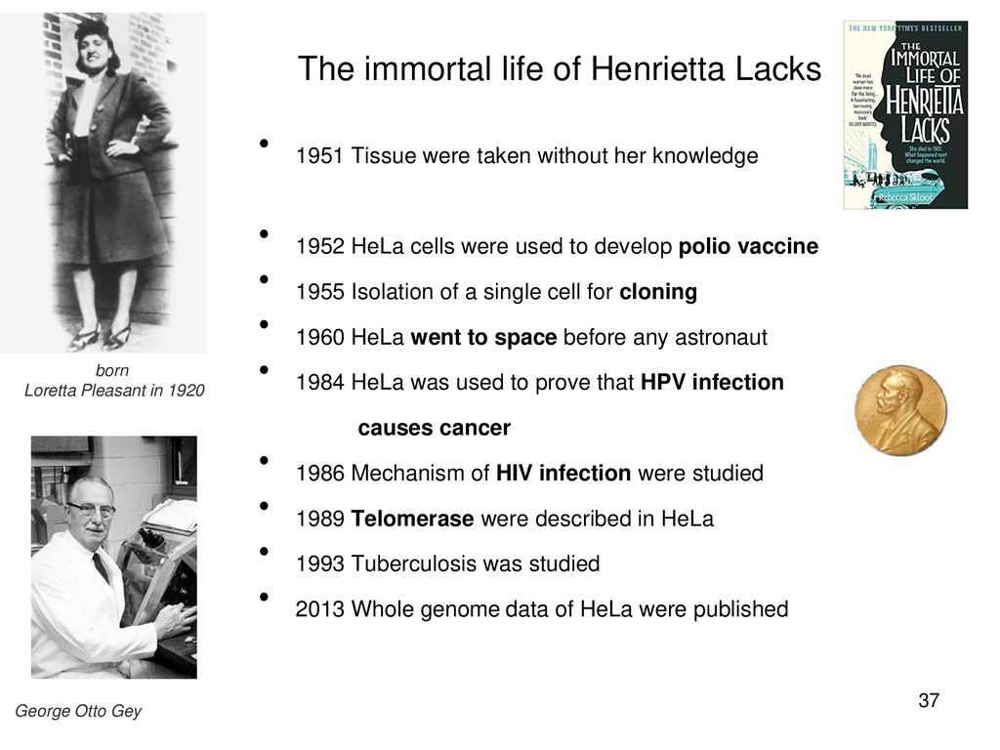 The immortal life of Henrietta Lacks
THE NEW YORK TIMES BESTSELLER
THE
IMMORTAL
LIFE OF
HENRIETTA
LACKS
'No dead
woman has
done more
for the living...
A fascinating,
harrowing,
necessary
book'
HILARY MANTEL
She died in 1951.
What happened next
changed the world.
Rebecca Skloot
• 1951 Tissue were taken without her knowledge
• 1952 HeLa cells were used to develop polio vaccine
• 1955 Isolation of a single cell for cloning
• 1960 HeLa went to space before any astronaut
• 1984 HeLa was used to prove that HPV infection
causes cancer
• 1986 Mechanism of HIV infection were studied
• 1989 Telomerase were described in HeLa
• 1993 Tuberculosis was studied
• 2013 Whole genome data of HeLa were published
born
Loretta Pleasant in 1920
George Otto Gey
37